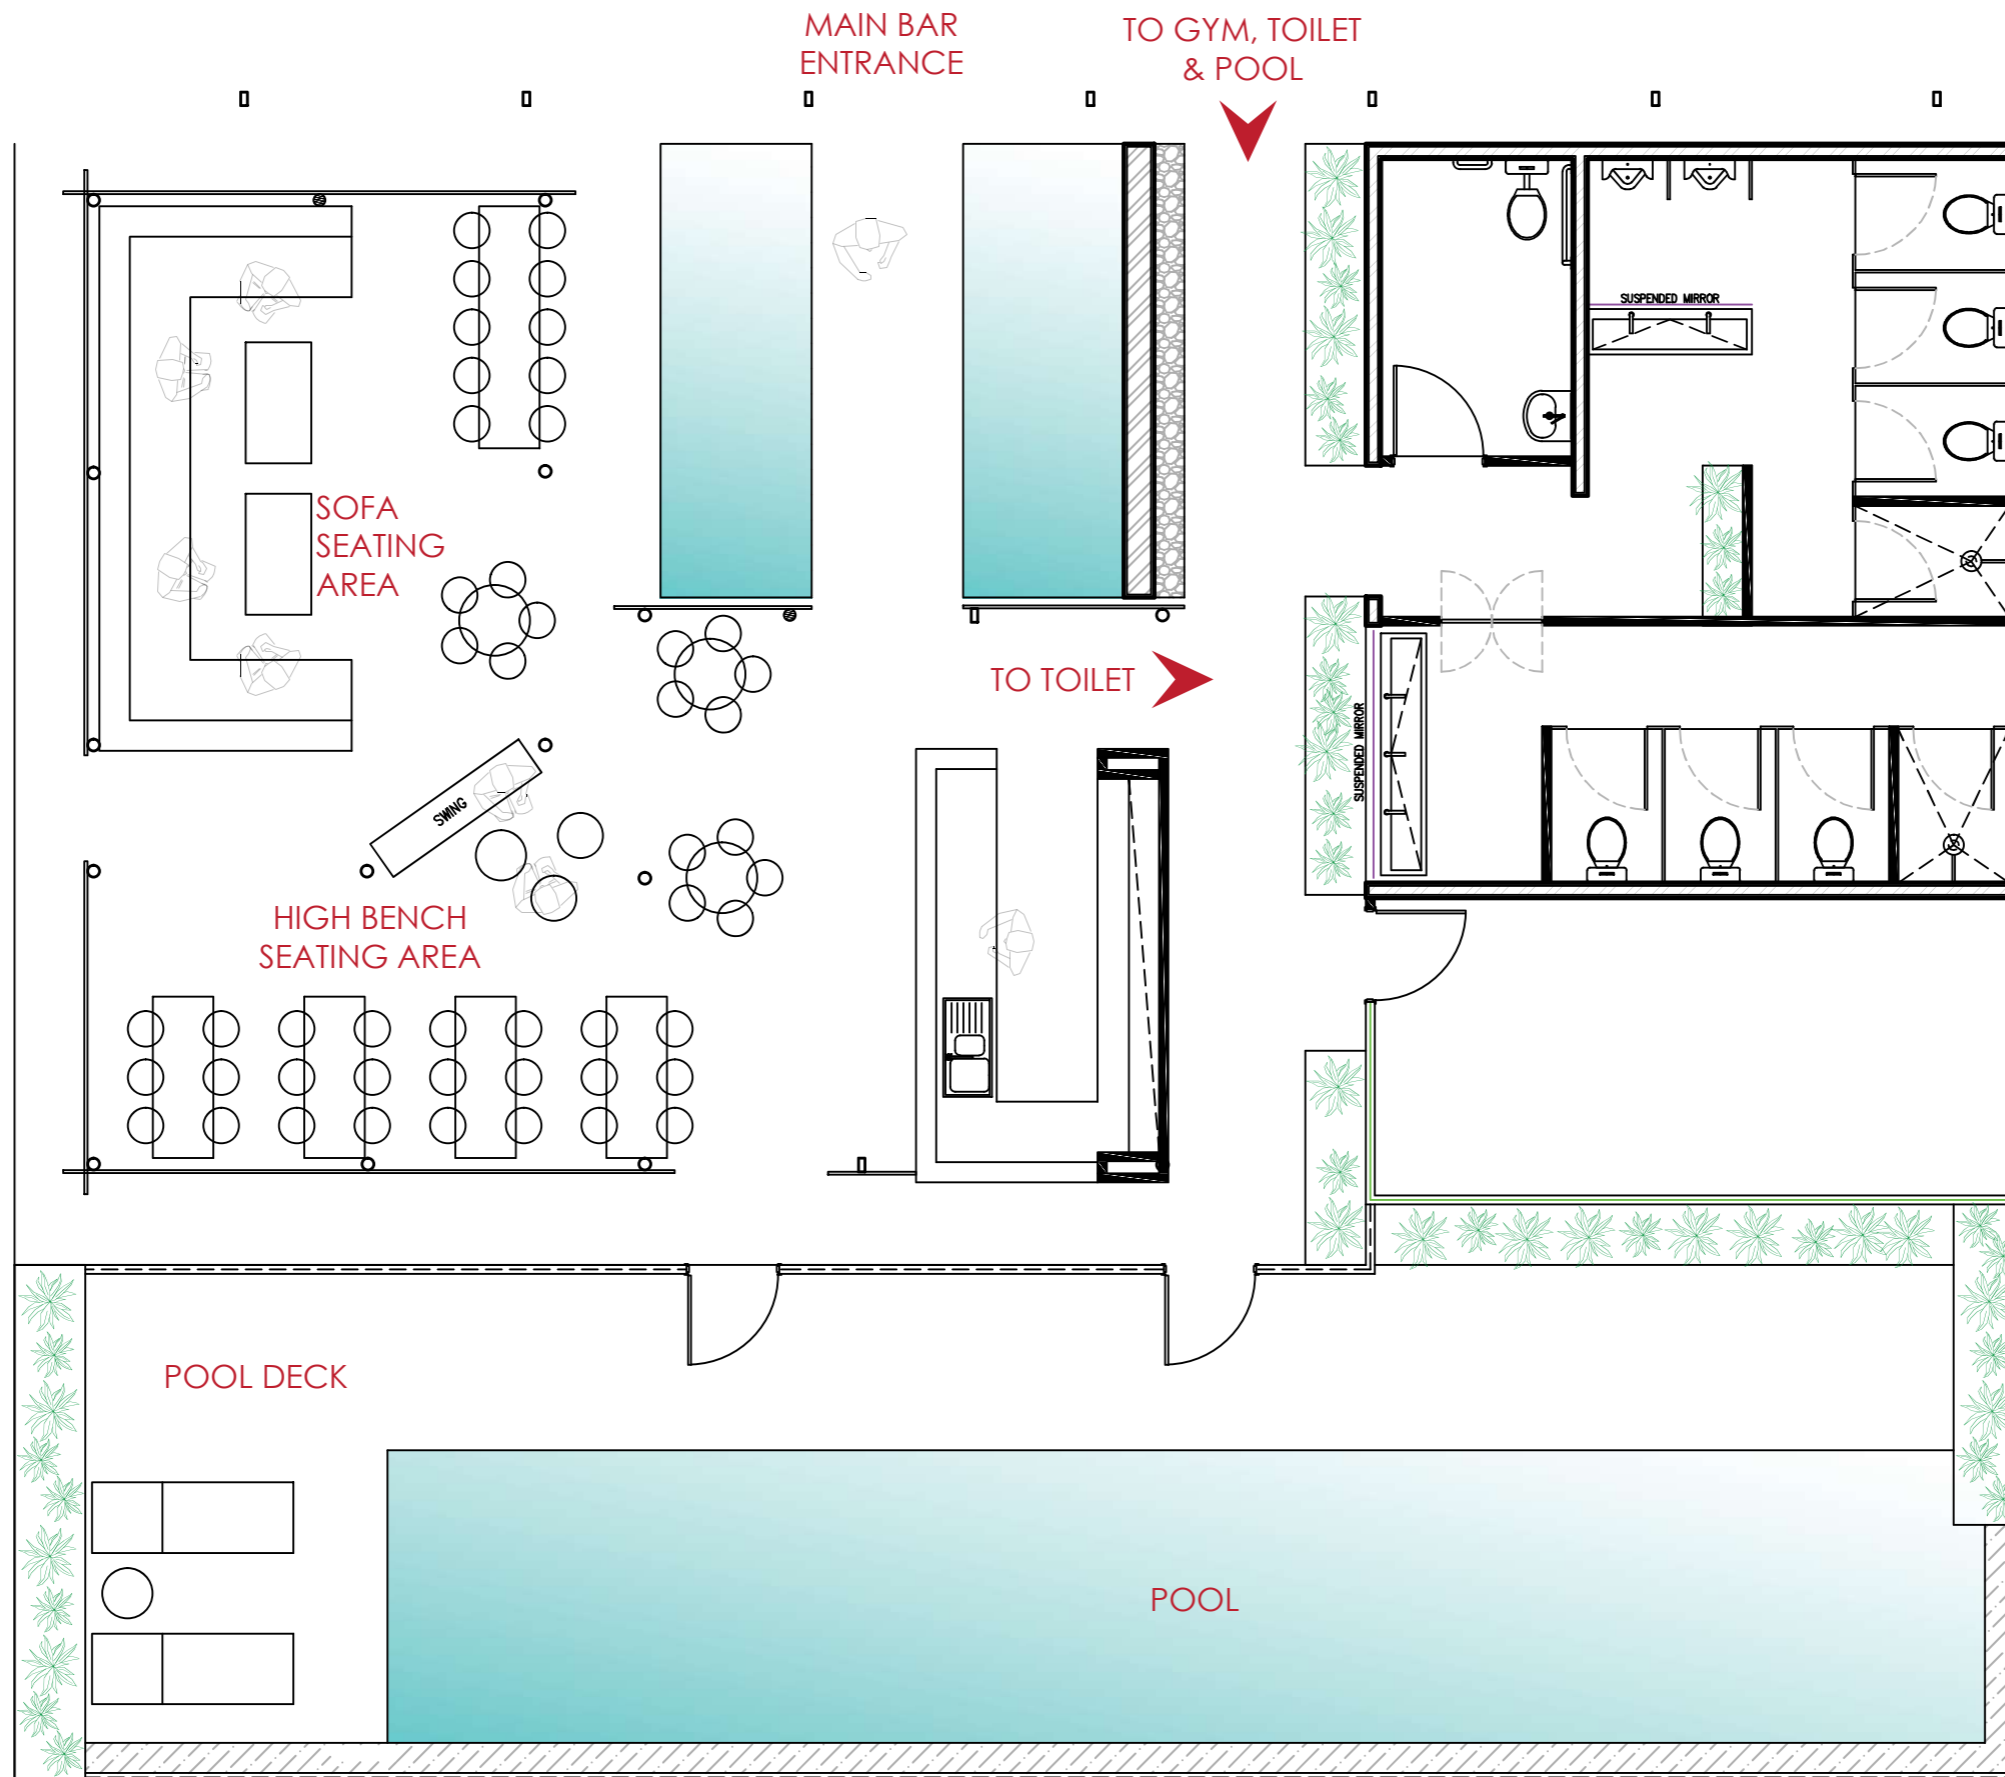 MAIN BAR
ENTRANCE
TO GYM, TOILET
& POOL
SUSPENDED MIRROR
SOFA
SEATING
AREA
TO TOILET
SUSPENDED MIRROR
SWING
HIGH BENCH
SEATING AREA
POOL DECK
POOL